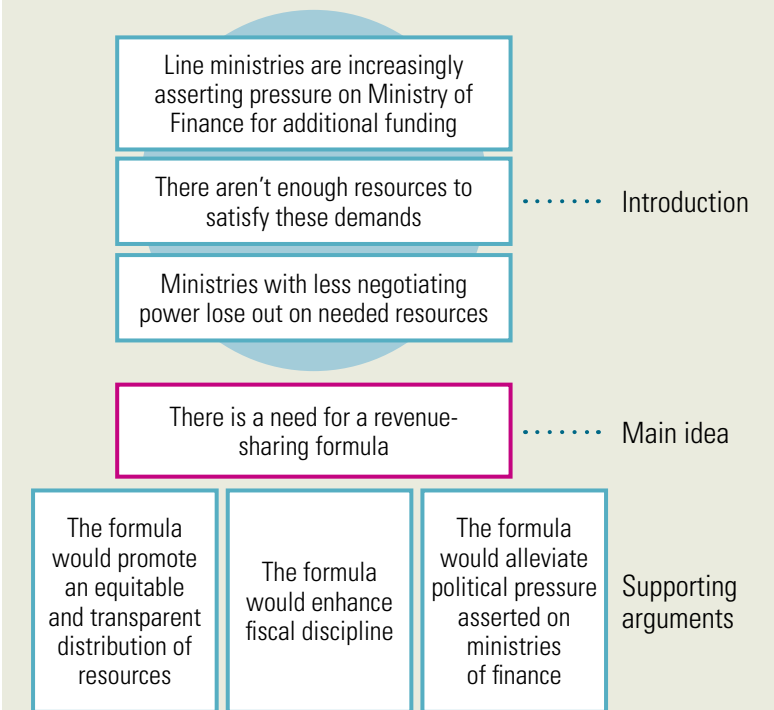 Line ministries are increasingly
asserting pressure on Ministry of
Finance for additional funding
There aren't enough resources to
satisfy these demands
Introduction
Ministries with less negotiating
power lose out on needed resources
There is a need for a revenue-
sharing formula
Main idea
The formula
would promote
an equitable
and transparent
distribution of
resources
The formula
would enhance
fiscal discipline
The formula
would alleviate
political pressure
asserted on
ministries
of finance
Supporting
arguments